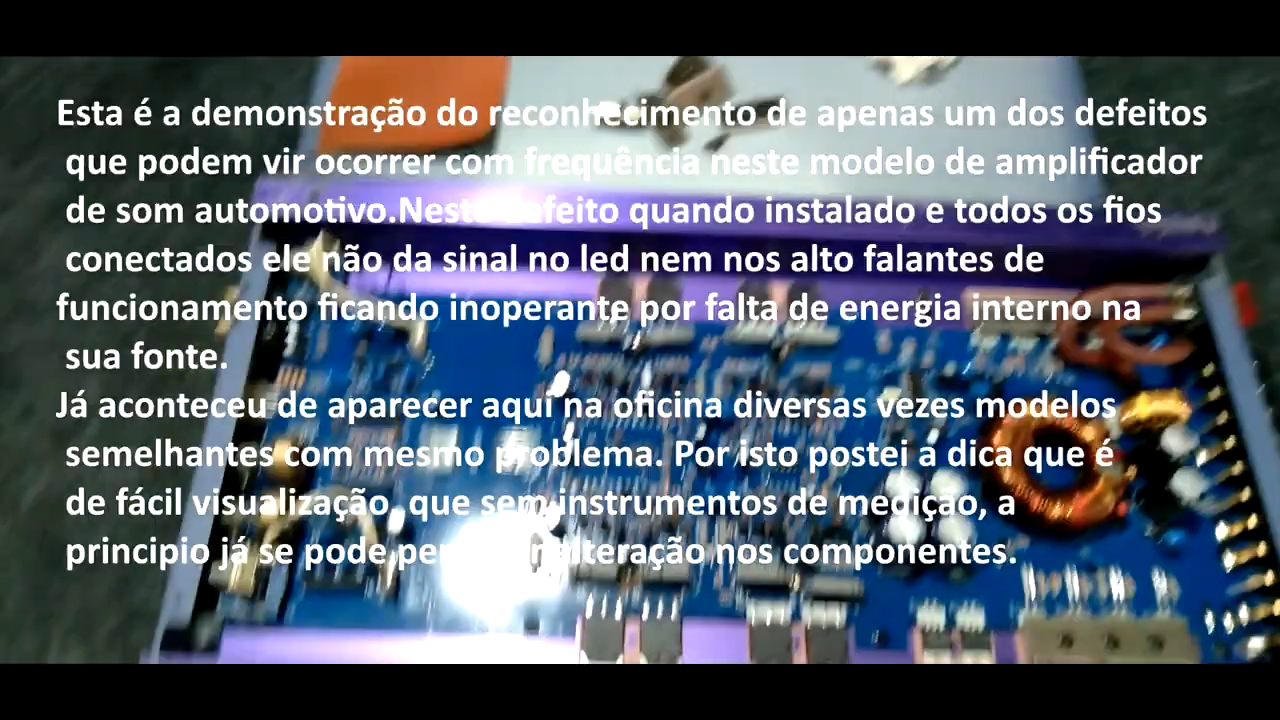 Esta é a demonstração do reconhecimento de apenas um dos defeitos
que podem vir ocorrer com frequência neste modelo de amplificador
de som automotivo.Neste defeito quando instalado e todos os fios
conectados ele não da sinal no led nem nos alto falantes de
funcionamento ficando inoperante por falta de energia interno na
sua fonte.
Já aconteceu de aparecer aqui na oficina diversas vezes modelos
semelhantes com mesmo problema. Por isto postei a dica que é
de fácil visualização, que sem instrumentos de medição, a
principio já se pode alteração nos componentes.